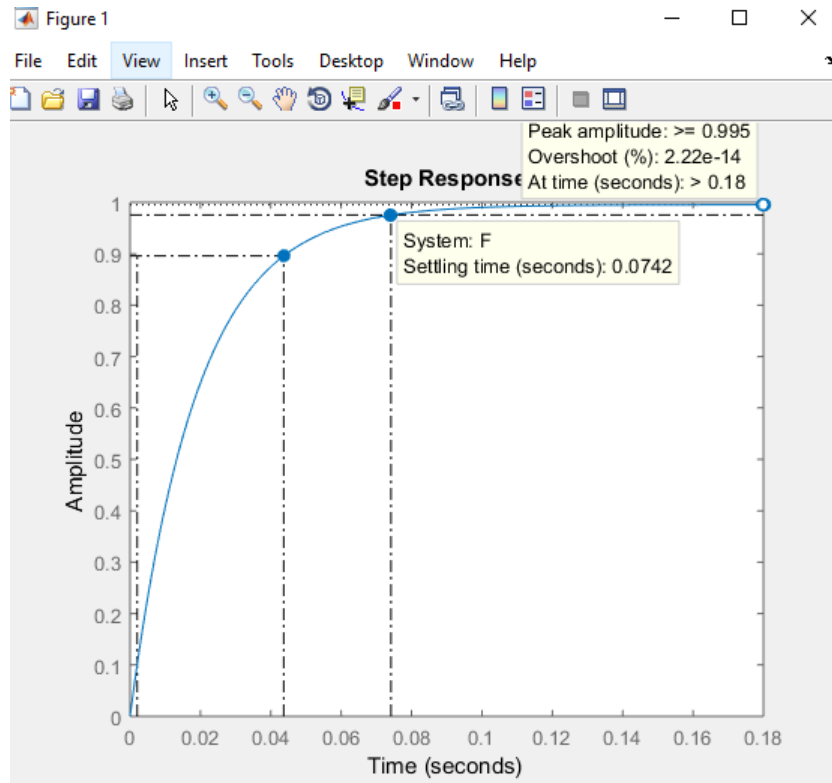 Figure 1
File Edit View Insert Tools Desktop Window Help
Peak amplitude: >= 0.995
Overshoot (%): 2.22e-14
At time (seconds): > 0.18
Step Response
System: F
Settling time (seconds): 0.0742
Amplitude
1
0.9
0.8
0.7
0.6
0.5
0.4
0.3
0.2
0.1
0
0 0.02 0.04 0.06 0.08 0.1 0.12 0.14 0.16 0.18
Time (seconds)